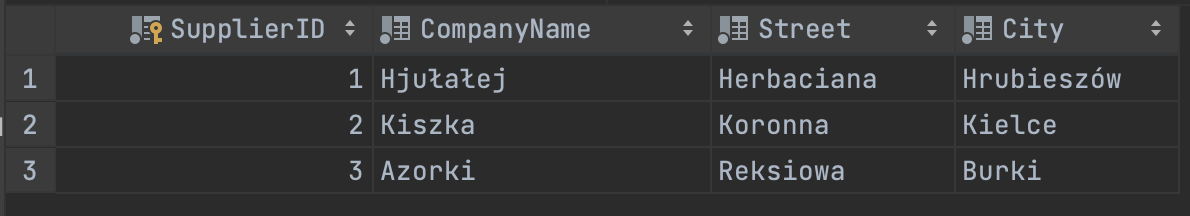 SupplierID CompanyName Street City
1 1 Hjułałej Herbaciana Hrubieszów
2 2 Kiszka Koronna Kielce
3 3 Azorki Reksiowa Burki